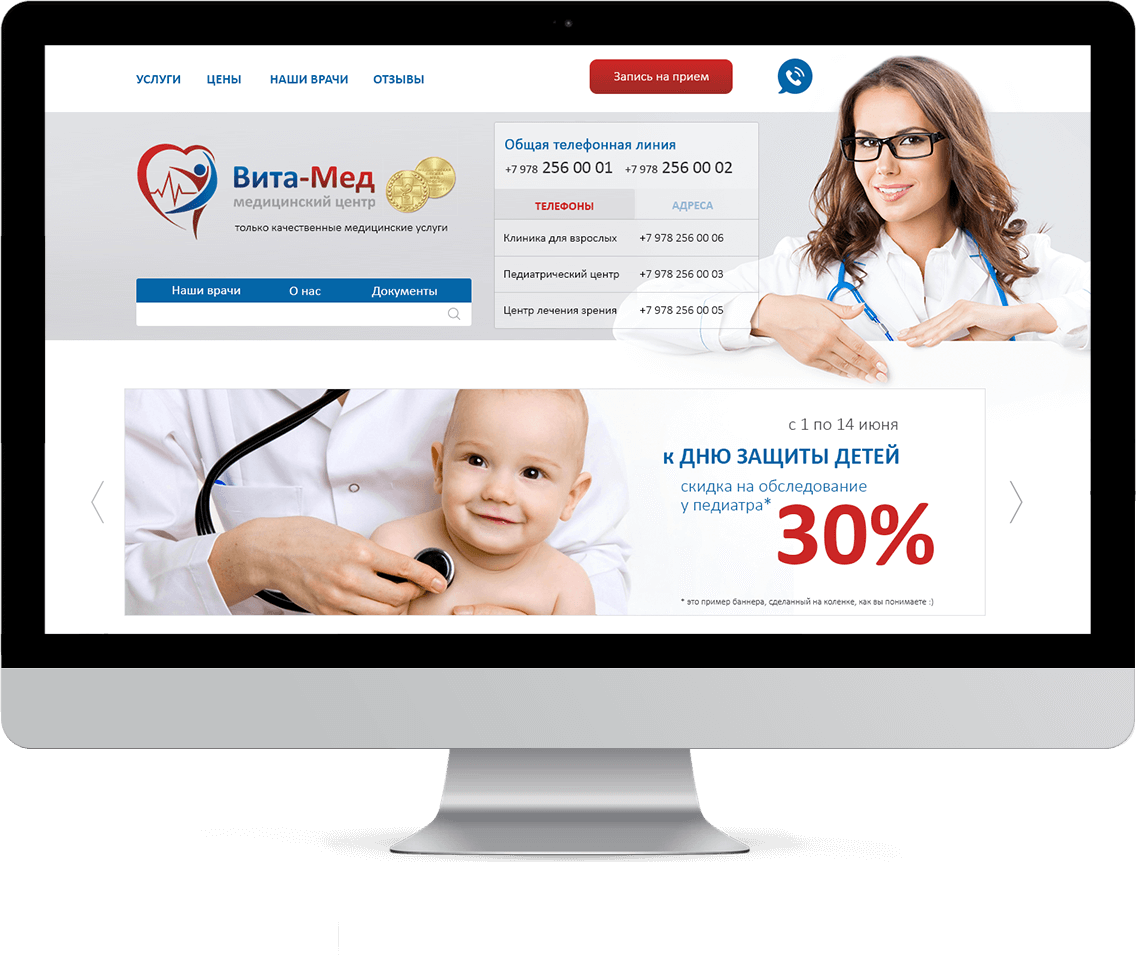 УСЛУГИ ЦЕНЫ НАШИ ВРАЧИ ОТЗЫВЫ
Запись на прием
Вита-Мед
медицинский центр
только качественные медицинские услуги
Наши врачи О нас Документы
Общая телефонная линия
+7 978 256 00 01 +7 978 256 00 02
ТЕЛЕФОНЫ АДРЕСА
Клиника для взрослых +7 978 256 00 06
Педиатрический центр +7 978 256 00 03
Центр лечения зрения +7 978 256 00 05
с 1 по 14 июня
к ДНЮ ЗАЩИТЫ ДЕТЕЙ
скидка на обследование
у педиатра*
30%
* это пример баннера, сделанный на коленке, как вы понимаете :)